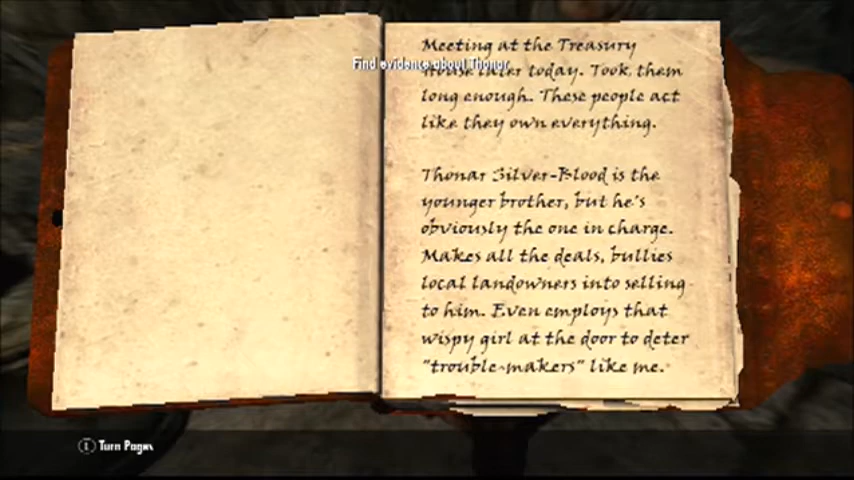 Meeting at the Treasury
Find evidence about Thonar
House later today. Took them
long enough. These people act
like they own everything.
Thonar Silver-Blood is the
younger brother, but he's
obviously the one in charge.
Makes all the deals, bullies
local landowners into selling
to him. Even employs that
wispy girl at the door to deter
"trouble-makers" like me.
Turn Pages